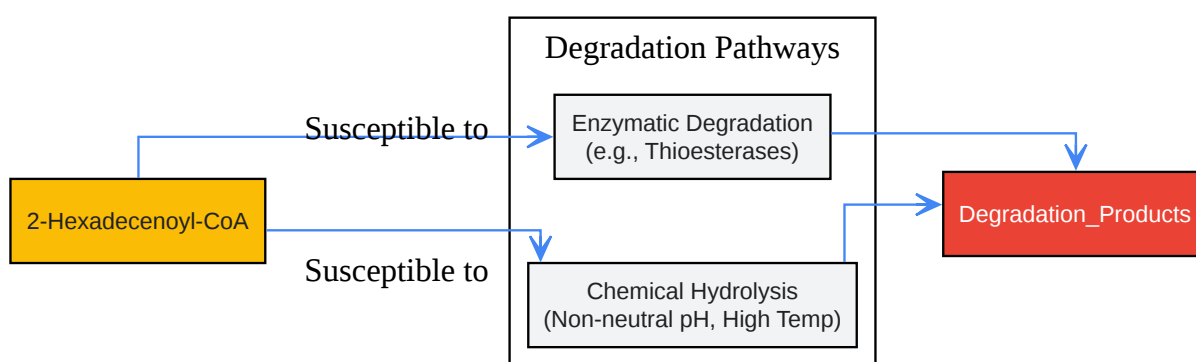 Degradation Pathways
Susceptible to
Enzymatic Degradation
(e.g., Thioesterases)
2-Hexadecenoyl-CoA
Degradation_Products
Susceptible to
Chemical Hydrolysis
(Non-neutral pH, High Temp)